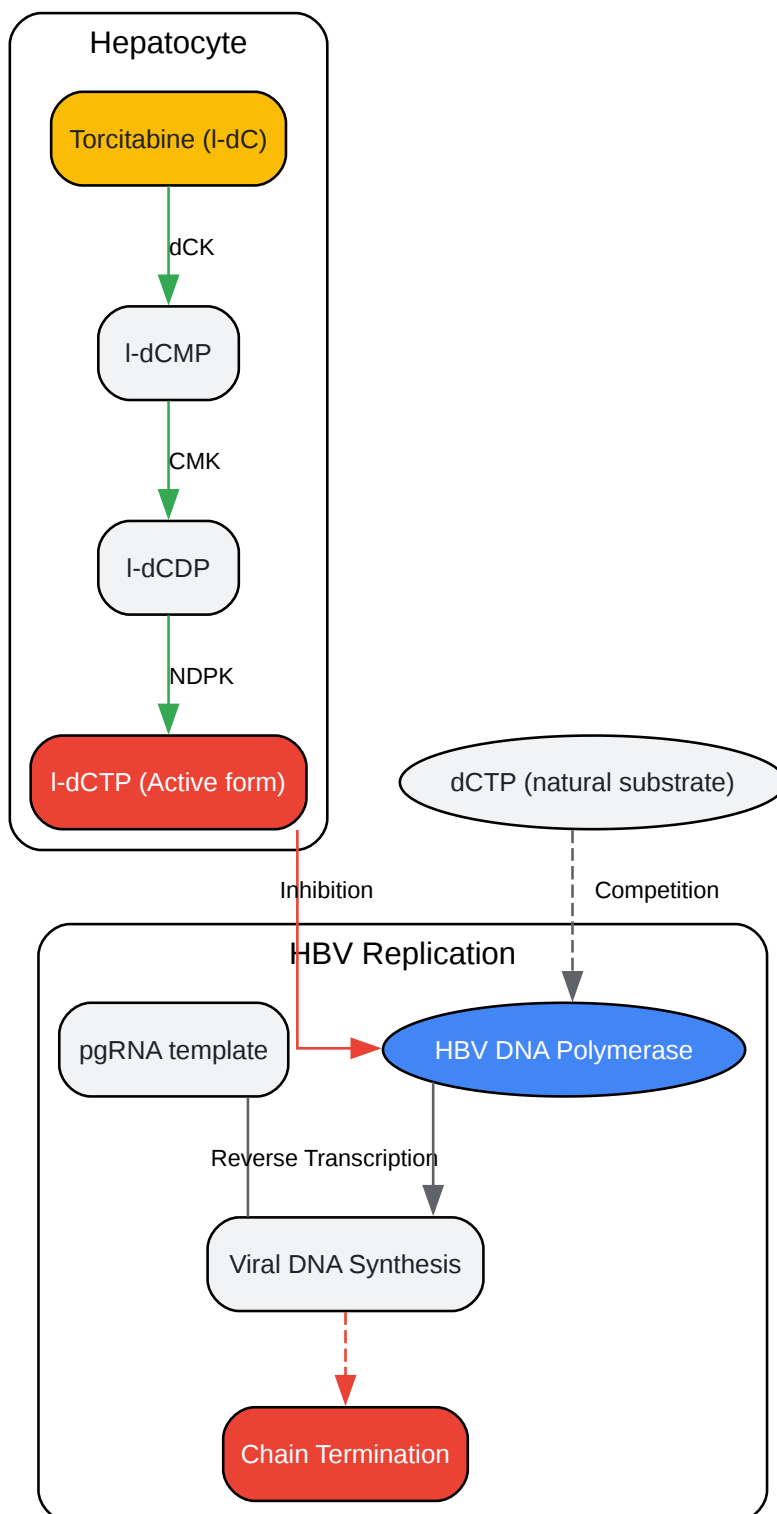 Hepatocyte
Torcitabine (l-dC)
dCK
l-dCMP
CMK
l-dCDP
NDPK
l-dCTP (Active form)
dCTP (natural substrate)
Inhibition
Competition
HBV Replication
pgRNA template
HBV DNA Polymerase
Reverse Transcription
Viral DNA Synthesis
Chain Termination